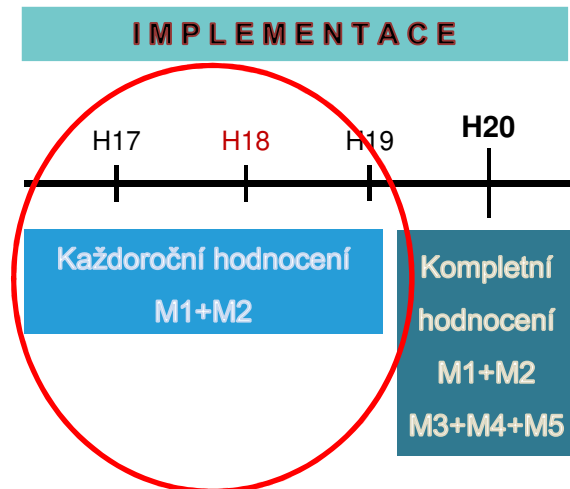 IMPLEMENTACE
H17 H18 H19 H20
Každoroční hodnocení
M1+M2
Kompletní
hodnocení
M1+M2
M3+M4+M5